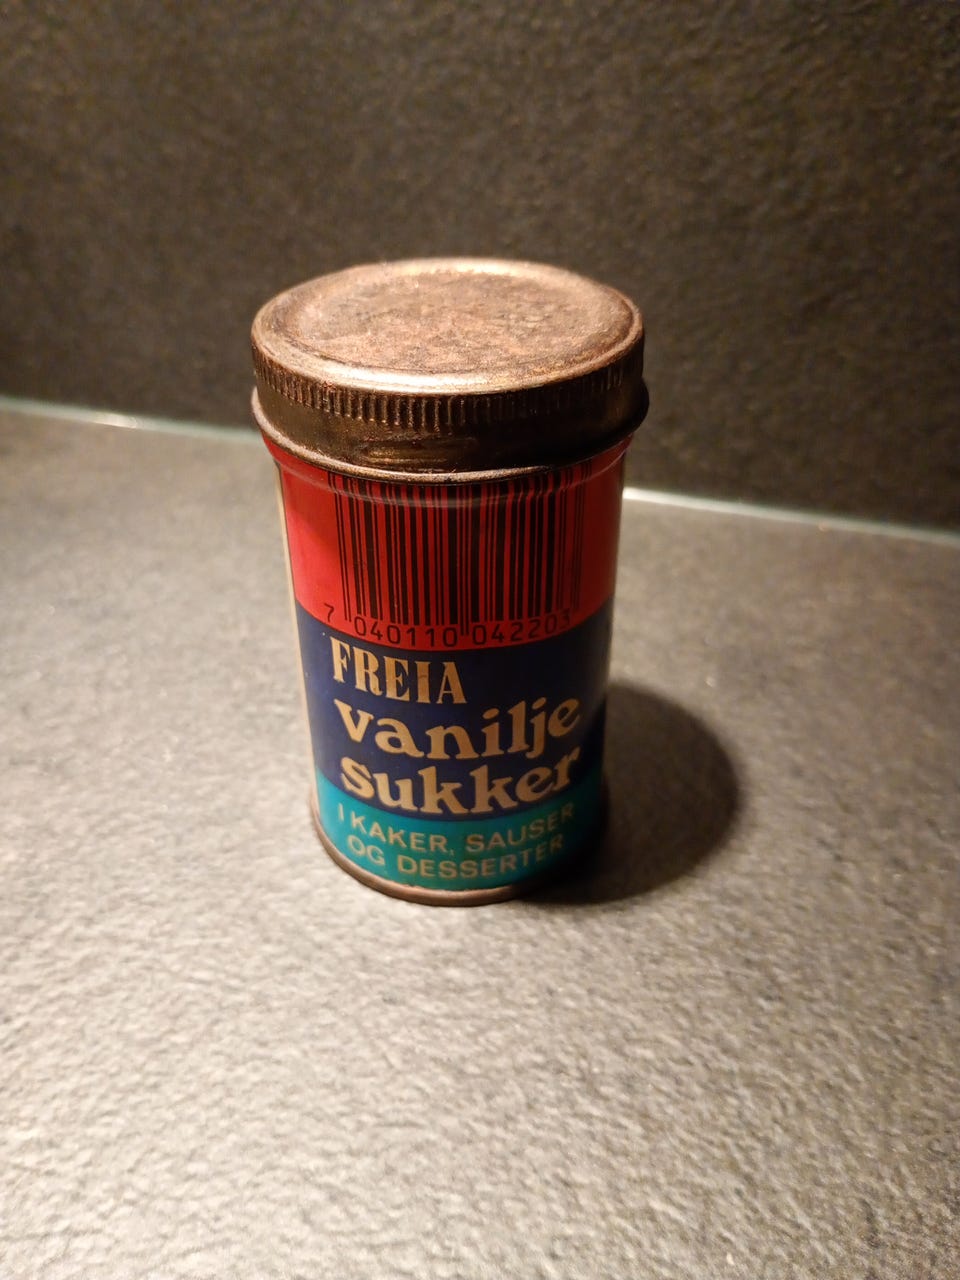 7 040110 042203
FREIA
vanilje
sukker
I KAKER, SAUSER
OG DESSERTER